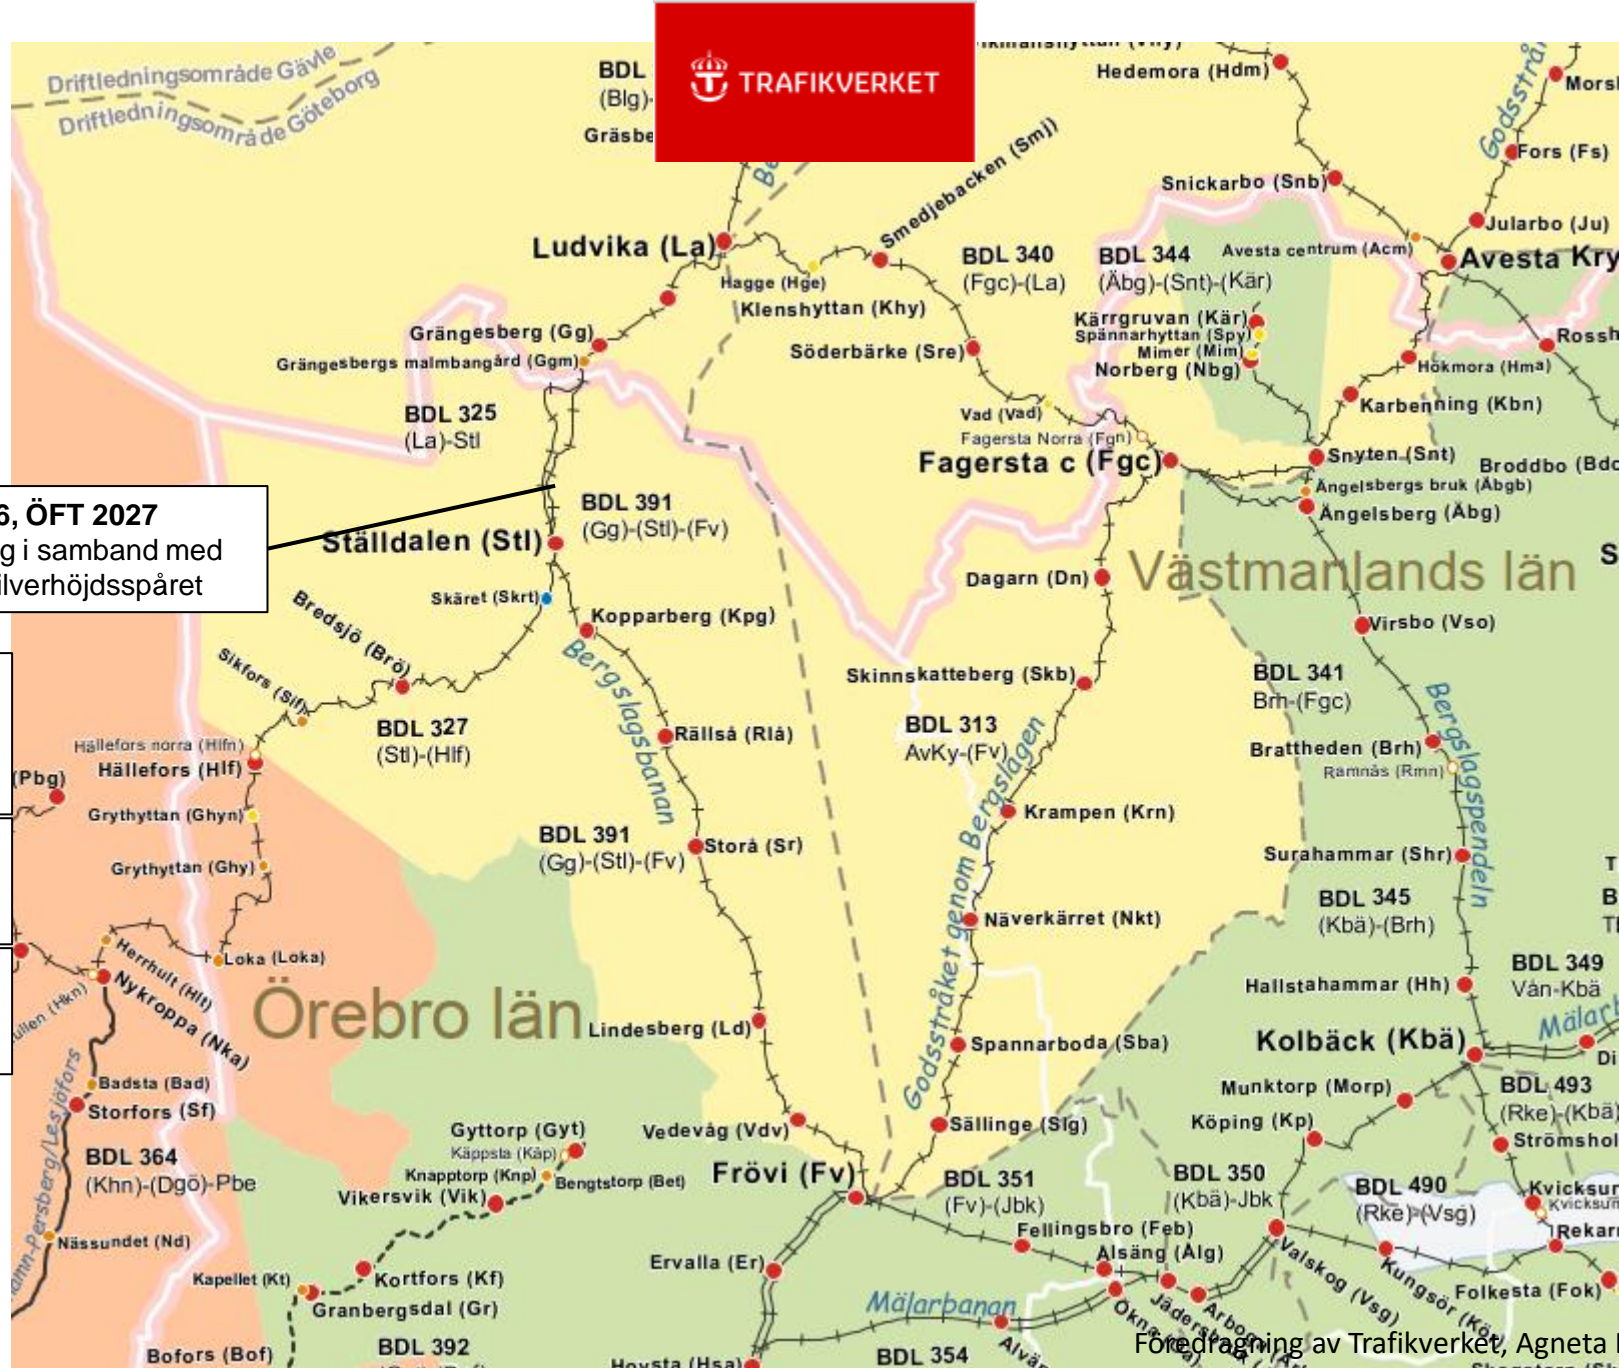 TRAFIKVERKET
Driftledningsområde Gävle
Driftledningsområde Göteborg
BDL
(Blg)-
Hedemora (Hdm)
Fors (Fs)
Snickarbo (Snb)
Smedjebacken (Smj)
Jularbo (Ju)
Ludvika (La)
BDL 340
(Fgc)-(La)
BDL 344
(Äbg)-(Snt)-(Kär)
Avesta centrum (Acm)
Avesta Kry
Hagge (Hge)
Klenshyttan (Khy)
Kärrgruvan (Kär)
Spännarhyttan (Spy)
Mimer (Mim)
Norberg (Nbg)
Grängesberg (Gg)
Grängesbergs malmbangård (Ggm)
Söderbärke (Sre)
Hökmora (Hma)
Karbenning (Kbn)
BDL 325
(La)-Stl
Vad (Vad)
Fagersta Norra (Fgn)
Fagersta c (Fgc)
Snyten (Snt)
Broddbo (Bdo
Ängelsbergs bruk (Äbgb)
Ängelsberg (Äbg)
6, ÖFT 2027
g i samband med
ilverhöjdsspåret
BDL 391
(Gg)-(Stl)-(Fv)
Ställdalen (Stl)
Skäret (Skrt)
Dagarn (Dn)
Västmanlands län
S
Bredsjö (Brö)
Kopparberg (Kpg)
Virsbo (Vso)
Sikfors (Sif)
Bergslagsbanan
Skinnskatteberg (Skb)
BDL 341
Brh-(Fgc)
Bergslagspendeln
BDL 327
(Stl)-(Hlf)
Rällså (Rlå)
BDL 313
AvKy-(Fv)
Godsstråket genom Bergslagen
Hällefors norra (Hlfn)
Hällefors (Hlf)
(Pbg)
Brattheden (Brh)
Ramnäs (Rmn)
Grythyttan (Ghyn)
Krampen (Krn)
BDL 391
(Gg)-(Stl)-(Fv)
Storå (Sr)
Surahammar (Shr)
Grythyttan (Ghy)
BDL 345
(Kbä)-(Brh)
Näverkärret (Nkt)
Herrhult (Hlt)
Loka (Loka)
Nykroppa (Nka)
Örebro län
Lindesberg (Ld)
Hallstahammar (Hh)
BDL 349
Vån-Kbä
Kolbäck (Kbä)
Spannarboda (Sba)
Badsta (Bad)
Storfors (Sf)
Munktorp (Morp)
BDL 493
(Rke)-(Kbä)
Köping (Kp)
Strömshol
Gyttorp (Gyt)
Käppsta (Käp)
Knapptorp (Knp)
Bengtstorp (Bet)
Vikersvik (Vik)
Vedevåg (Vdv)
Sällinge (Slg)
BDL 364
(Khn)-(Dgö)-Pbe
Frövi (Fv)
BDL 351
(Fv)-(Jbk)
BDL 350
(Kbä)-Jbk
BDL 490
(Rke)-(Vsg)
Nässundet (Nd)
Fellingsbro (Feb)
Alsäng (Älg)
Valskog (Vsg)
Ervalla (Er)
Kapellet (Kt)
Kortfors (Kf)
Granbergsdal (Gr)
Folkesta (Fok)
Mälarbanan
Bofors (Bof)
BDL 392
Hovsta (Hsa)
BDL 354
Föredragning av Trafikverket, Agneta